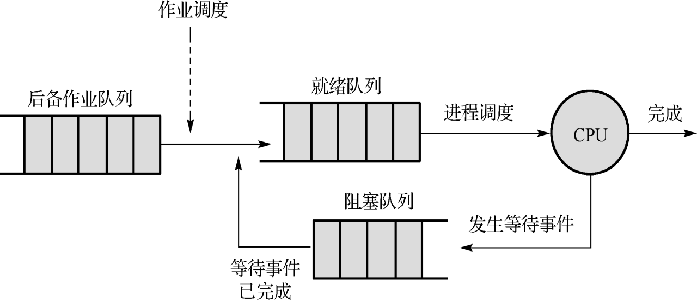 作业调度
后备作业队列
就绪队列
进程调度
CPU
完成
阻塞队列
发生等待事件
等待事件
已完成